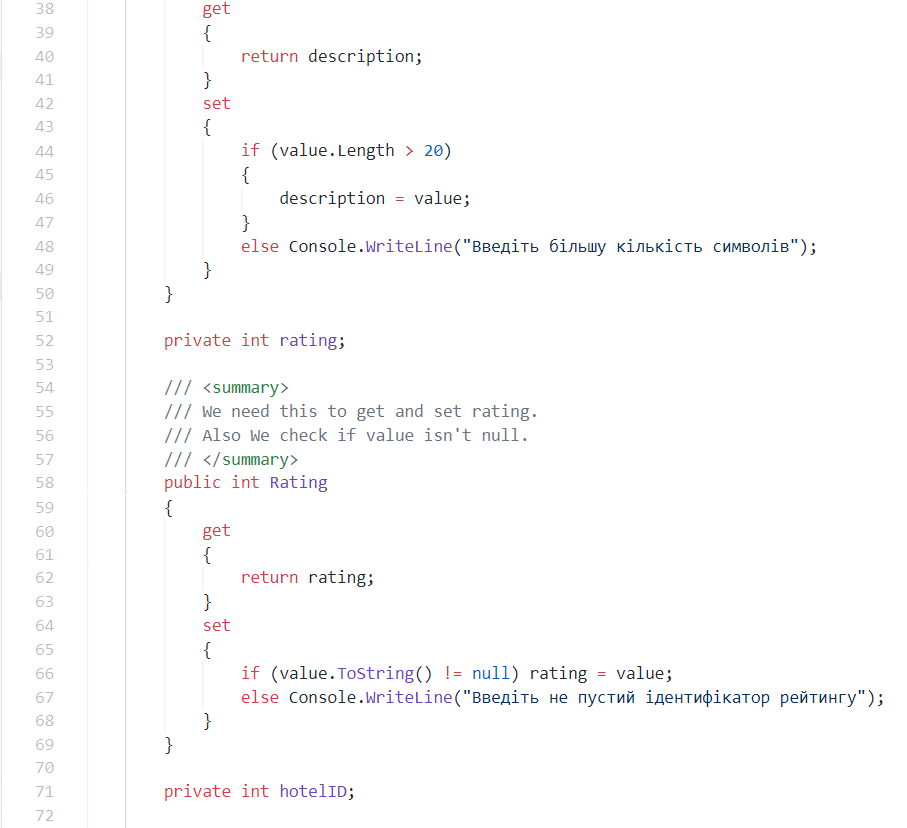 38 get
39 {
40 return description;
41 }
42 set
43 {
44 if (value.Length > 20)
45 {
46 description = value;
47 }
48 else Console.WriteLine("Введіть більшу кількість символів");
49 }
50 }
51
52 private int rating;
53
54 /// <summary>
55 /// We need this to get and set rating.
56 /// Also We check if value isn't null.
57 /// </summary>
58 public int Rating
59 {
60 get
61 {
62 return rating;
63 }
64 set
65 {
66 if (value.ToString() != null) rating = value;
67 else Console.WriteLine("Введіть не пустий ідентифікатор рейтингу");
68 }
69 }
70
71 private int hotelID;
72